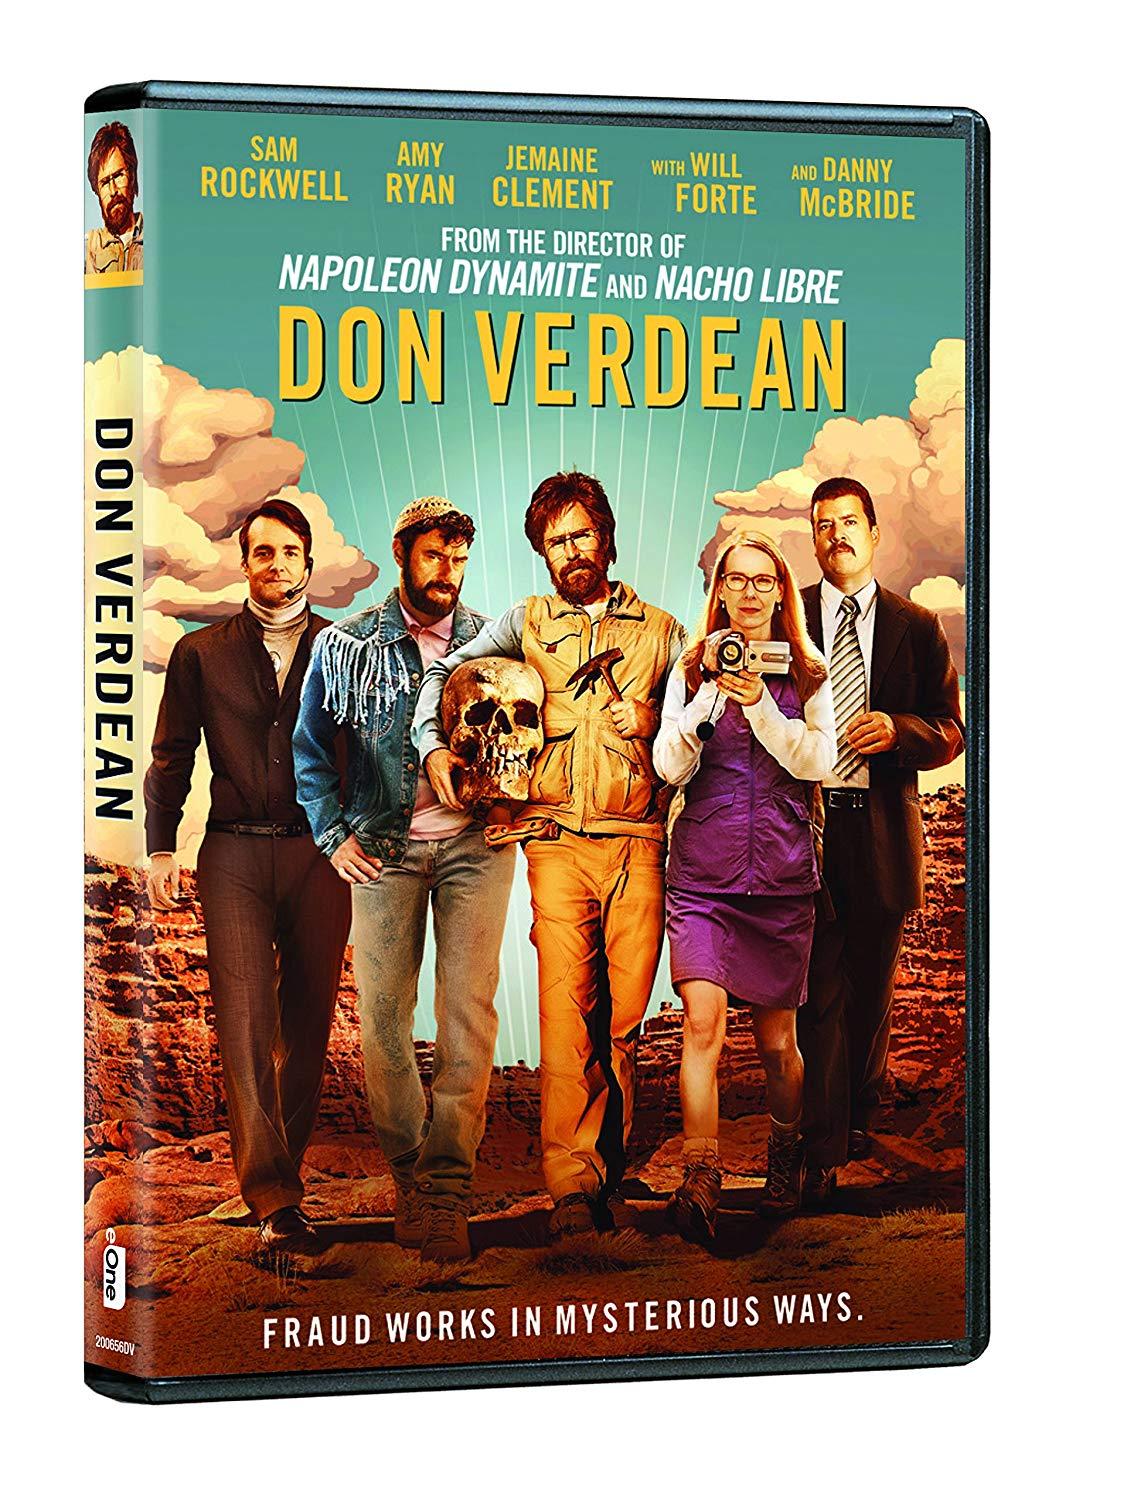 SAM
ROCKWELL
AMY
RYAN
JEMAINE
CLEMENT
WITH WILL
FORTE
AND DANNY
McBRIDE
FROM THE DIRECTOR OF
NAPOLEON DYNAMITE AND NACHO LIBRE
DON VERDEAN
FRAUD WORKS IN MYSTERIOUS WAYS.
DON VERDEAN
eOne
200656DV